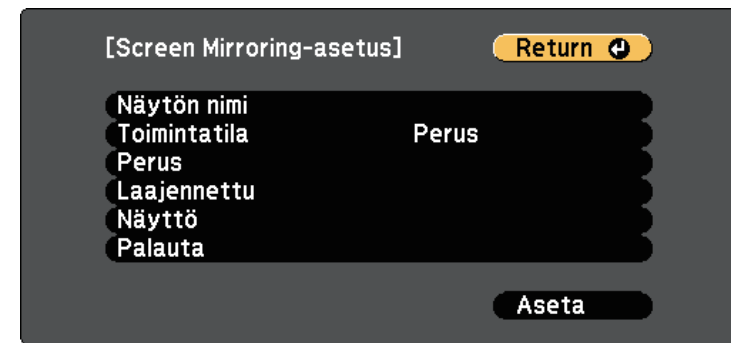 [Screen Mirroring-asetus] Return
Näytön nimi
Toimintatila Perus
Perus
Laajennettu
Näyttö
Palauta
Aseta